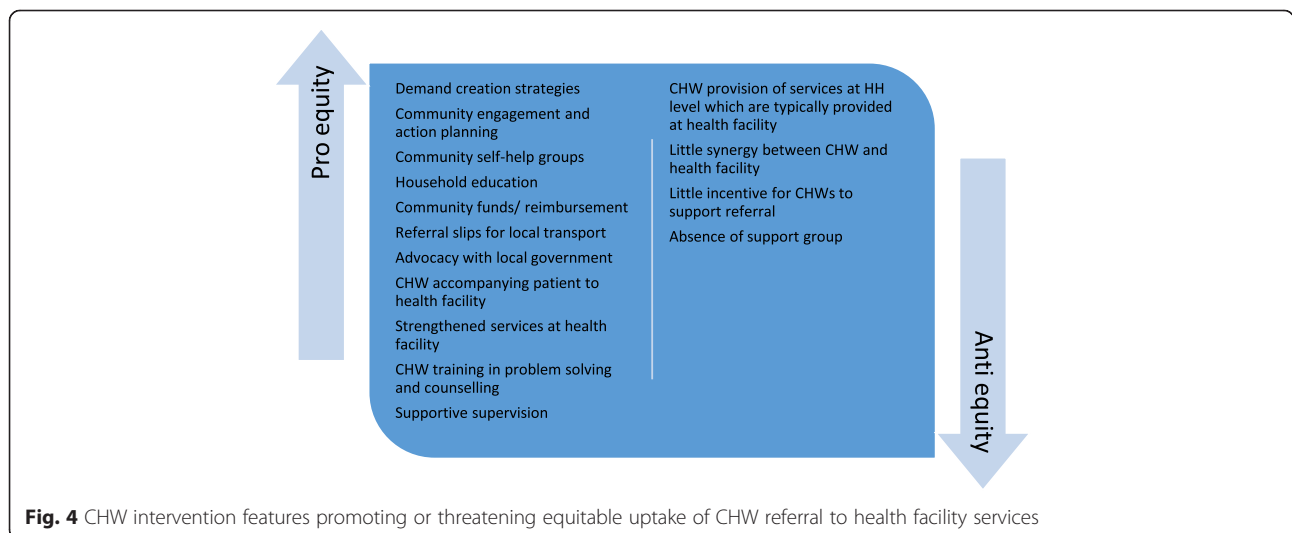 Pro equity
Demand creation strategies
Community engagement and
action planning
Community self-help groups
Household education
Community funds/ reimbursement
Referral slips for local transport
Advocacy with local government
CHW accompanying patient to
health facility
Strengthened services at health
facility
CHW training in problem solving
and counselling
Supportive supervision
CHW provision of services at HH
level which are typically provided
at health facility
Little synergy between CHW and
health facility
Little incentive for CHWs to
support referral
Absence of support group
Anti equity
Fig. 4 CHW intervention features promoting or threatening equitable uptake of CHW referral to health facility services